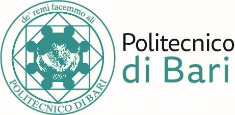 de' remi facemmo ali
POLITECNICO DI BARI
Politecnico
di Bari